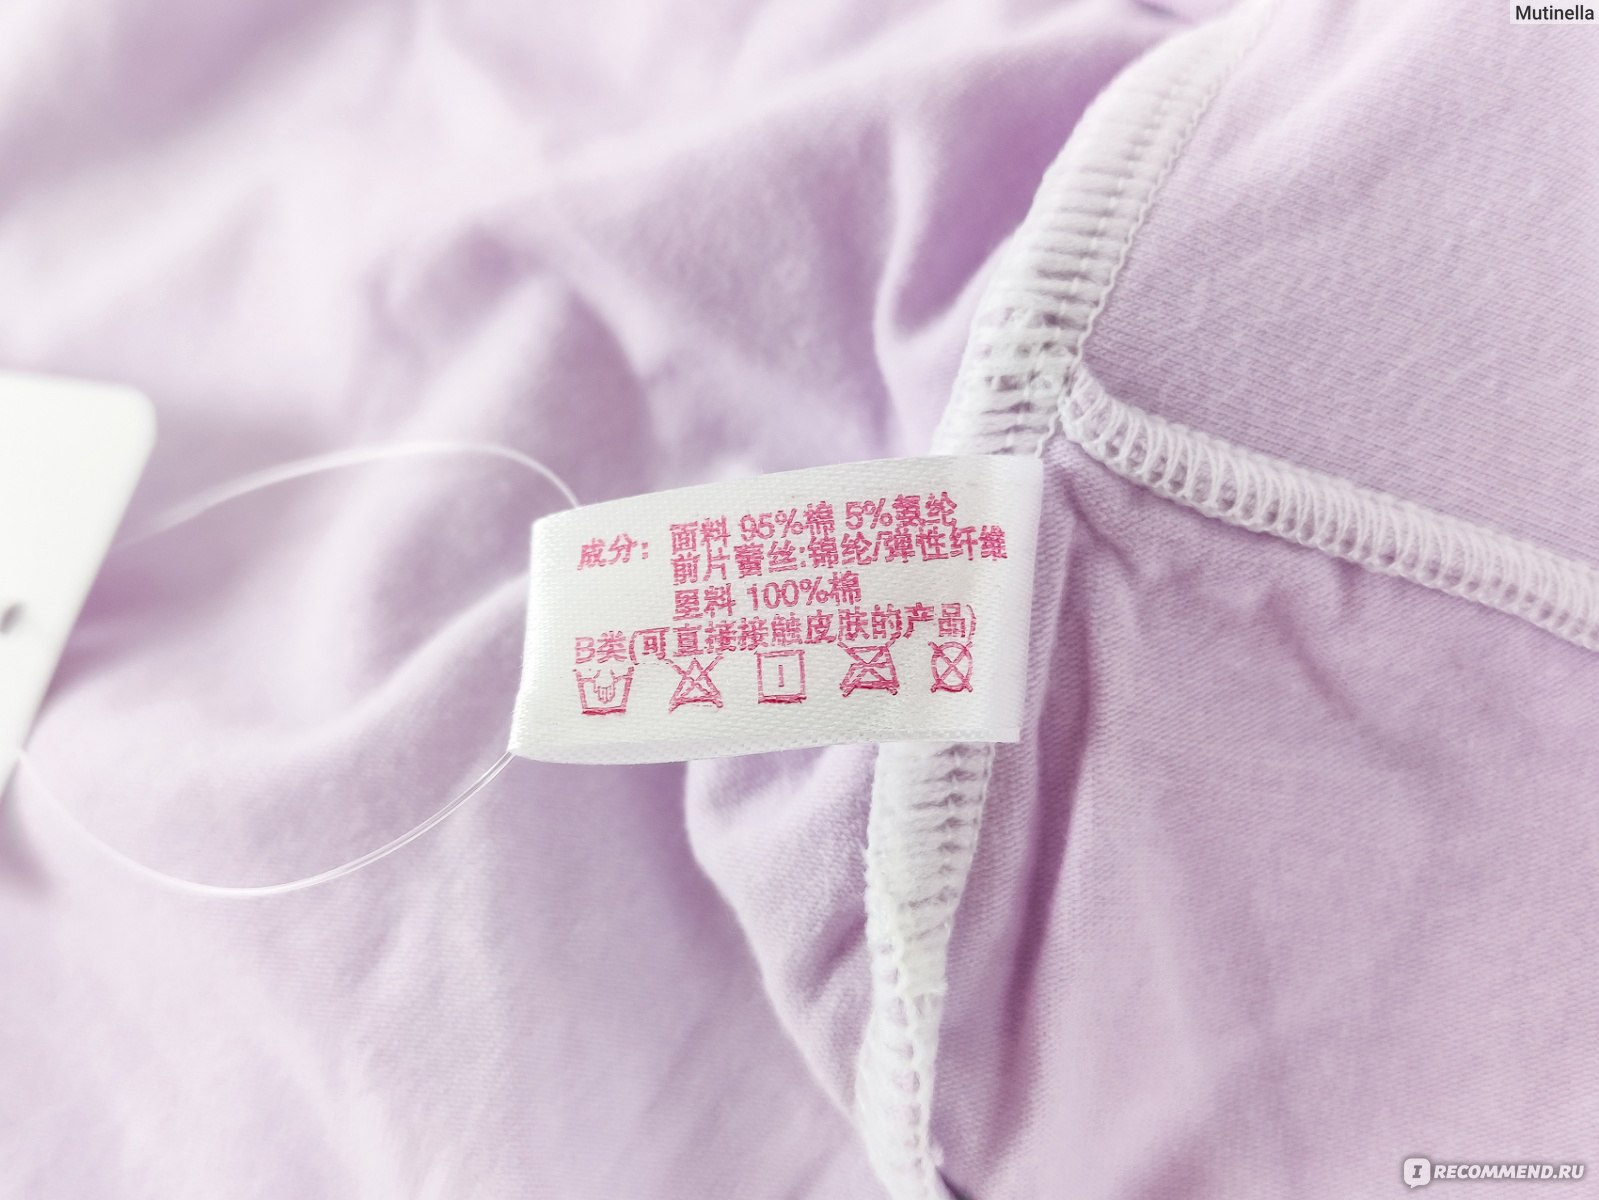 Mutinella
成分: 面料 95%棉 5%氨纶
前片蕾丝:锦纶/弹性纤维
里料 100%棉
B类(可直接接触皮肤的产品)
IRECOMMEND.RU